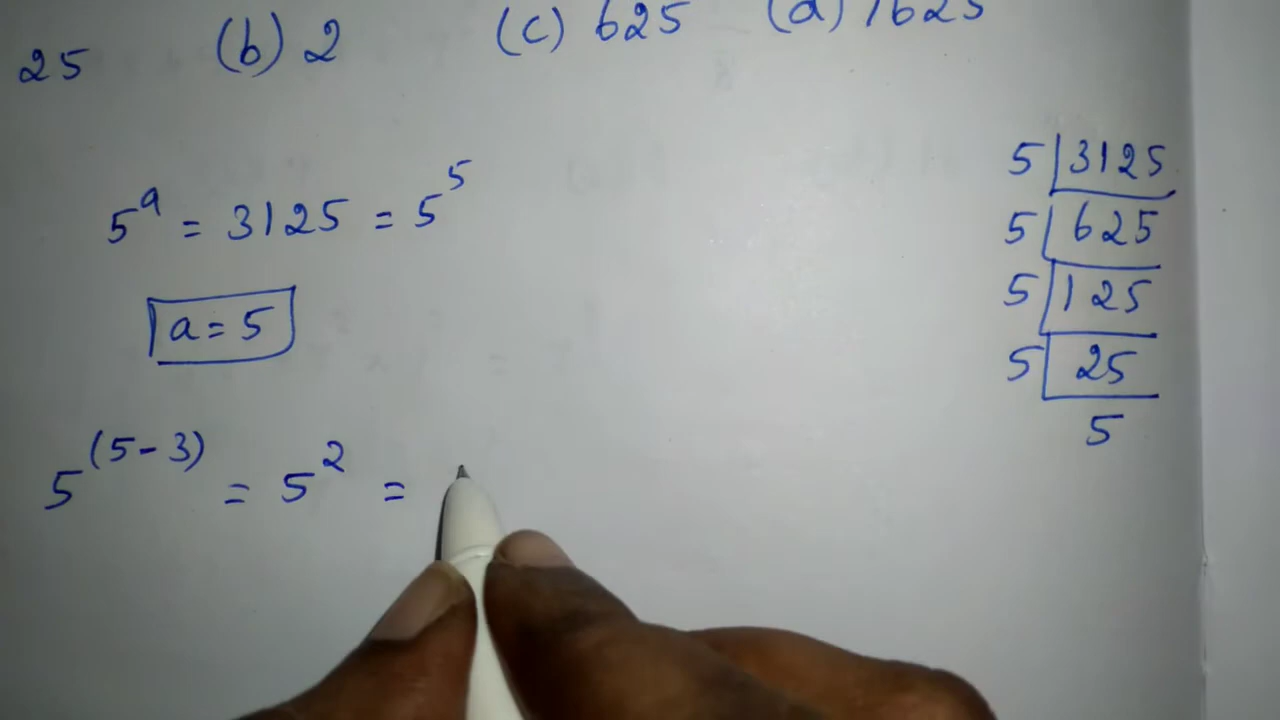 25 (b) 2 (c) 625 (d) 1625
5^a = 3125 = 5^5
a = 5
5^(5-3) = 5^2 =
5 | 3125
5 | 625
5 | 125
5 | 25
5